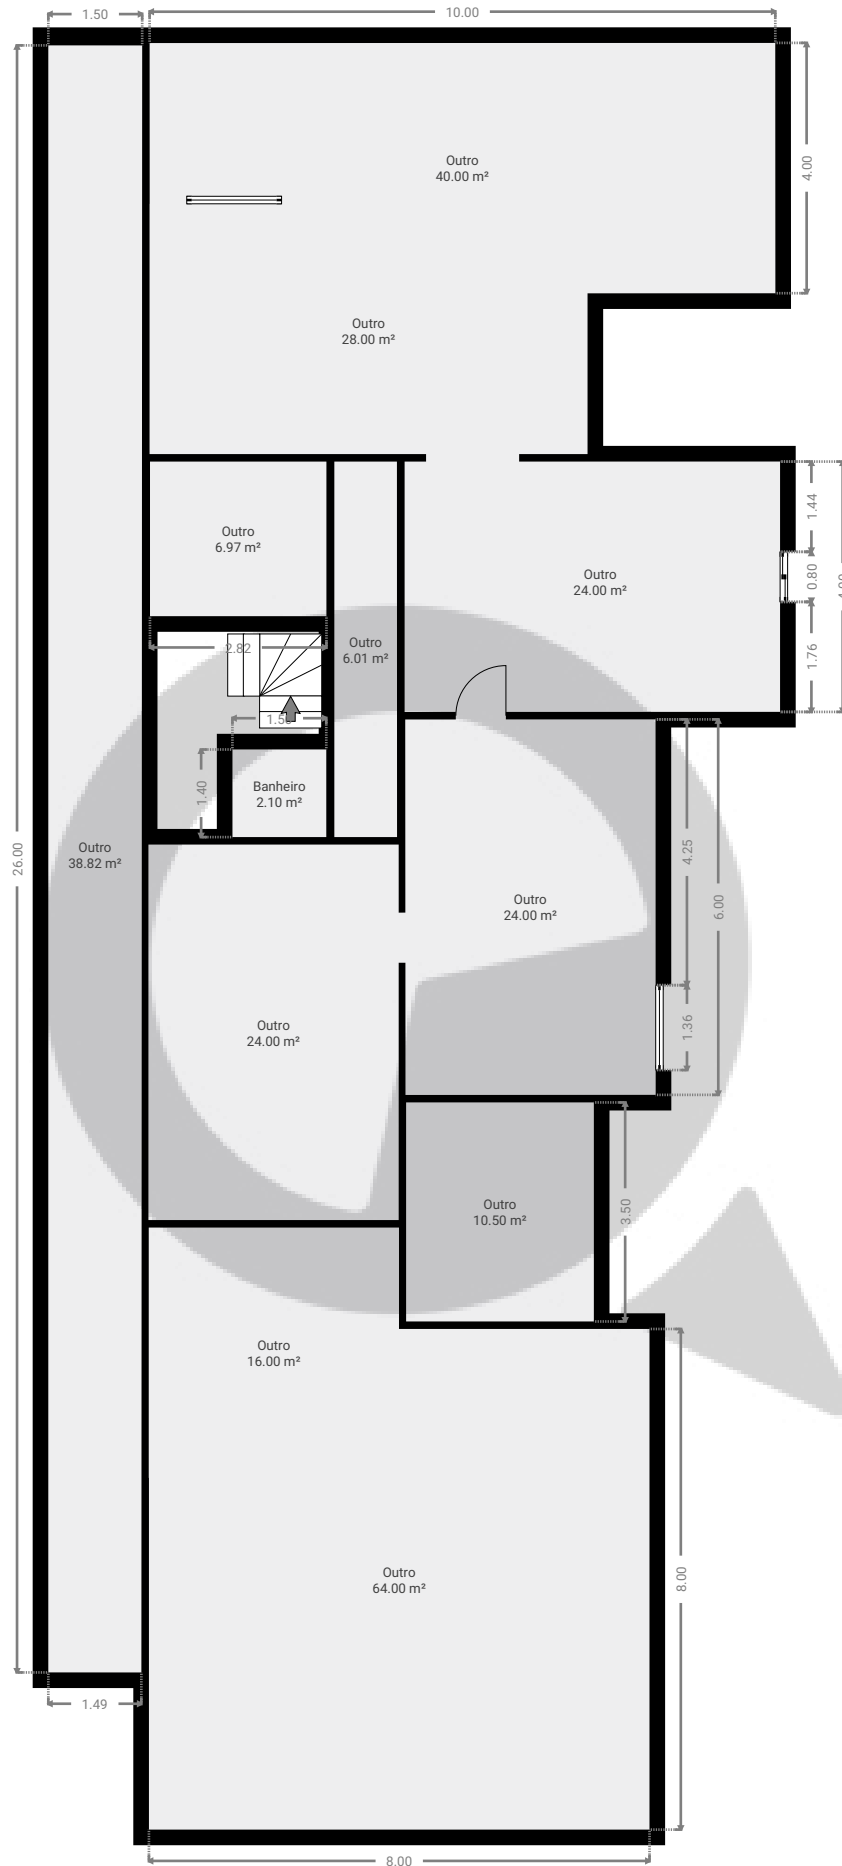 1.50
10.00
Outro
40.00 m²
4.00
Outro
28.00 m²
1.44
Outro
6.97 m²
0.80
Outro
24.00 m²
Outro
6.01 m²
2.82
1.76
Banheiro
2.10 m²
1.40
Outro
38.82 m²
26.00
4.25
6.00
Outro
24.00 m²
1.36
Outro
24.00 m²
Outro
10.50 m²
3.50
Outro
16.00 m²
Outro
64.00 m²
8.00
1.49
8.00